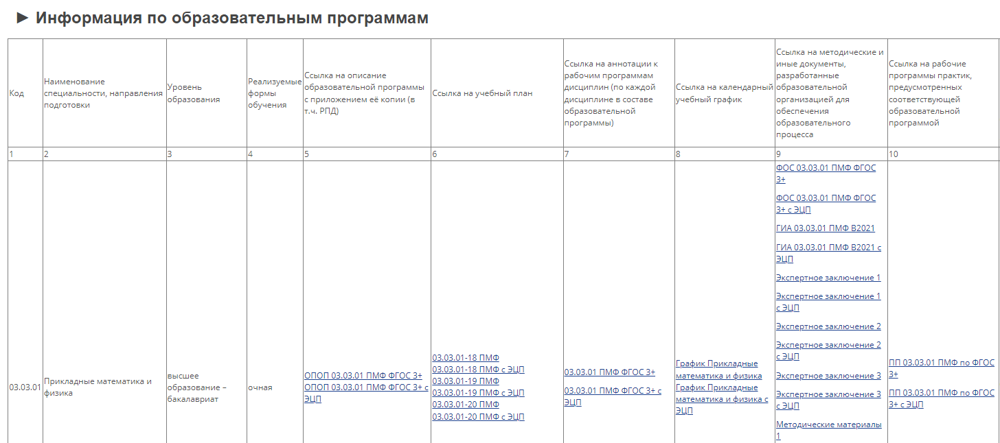 ► Информация по образовательным программам
Код
Наименование
специальности, направления
подготовки
Уровень
образования
Реализуемые
формы
обучения
Ссылка на описание
образовательной программы
с приложением её копии (в
т.ч. РПД)
Ссылка на учебный план
Ссылка на аннотации к
рабочим программам
дисциплин (по каждой
дисциплине в составе
образовательной
программы)
Ссылка на календарный
учебный график
Ссылка на методические и
иные документы,
разработанные
образовательной
организацией для
обеспечения
образовательного
процесса
Ссылка на рабочие
программы практик,
предусмотренных
соответствующей
образовательной
программой
1
2
3
4
5
6
7
8
9
10
03.03.01
Прикладные математика и
физика
высшее
образование –
бакалавриат
очная
ОПОП 03.03.01 ПМФ ФГОС 3+
ОПОП 03.03.01 ПМФ ФГОС 3+ с
ЭЦП
03.03.01-18 ПМФ
03.03.01-18 ПМФ с ЭЦП
03.03.01-19 ПМФ
03.03.01-19 ПМФ с ЭЦП
03.03.01-20 ПМФ
03.03.01-20 ПМФ с ЭЦП
03.03.01 ПМФ ФГОС 3+
03.03.01 ПМФ ФГОС 3+ с
ЭЦП
График Прикладные
математика и физика
График Прикладные
математика и физика с
ЭЦП
ФОС 03.03.01 ПМФ ФГОС
3+
ФОС 03.03.01 ПМФ ФГОС
3+ с ЭЦП
ГИА 03.03.01 ПМФ В2021
ГИА 03.03.01 ПМФ В2021 с
ЭЦП
Экспертное заключение 1
Экспертное заключение 1
с ЭЦП
Экспертное заключение 2
Экспертное заключение 2
с ЭЦП
Экспертное заключение 3
Экспертное заключение 3
с ЭЦП
Методические материалы
1
ПП 03.03.01 ПМФ по ФГОС
3+
ПП 03.03.01 ПМФ по ФГОС
3+ с ЭЦП